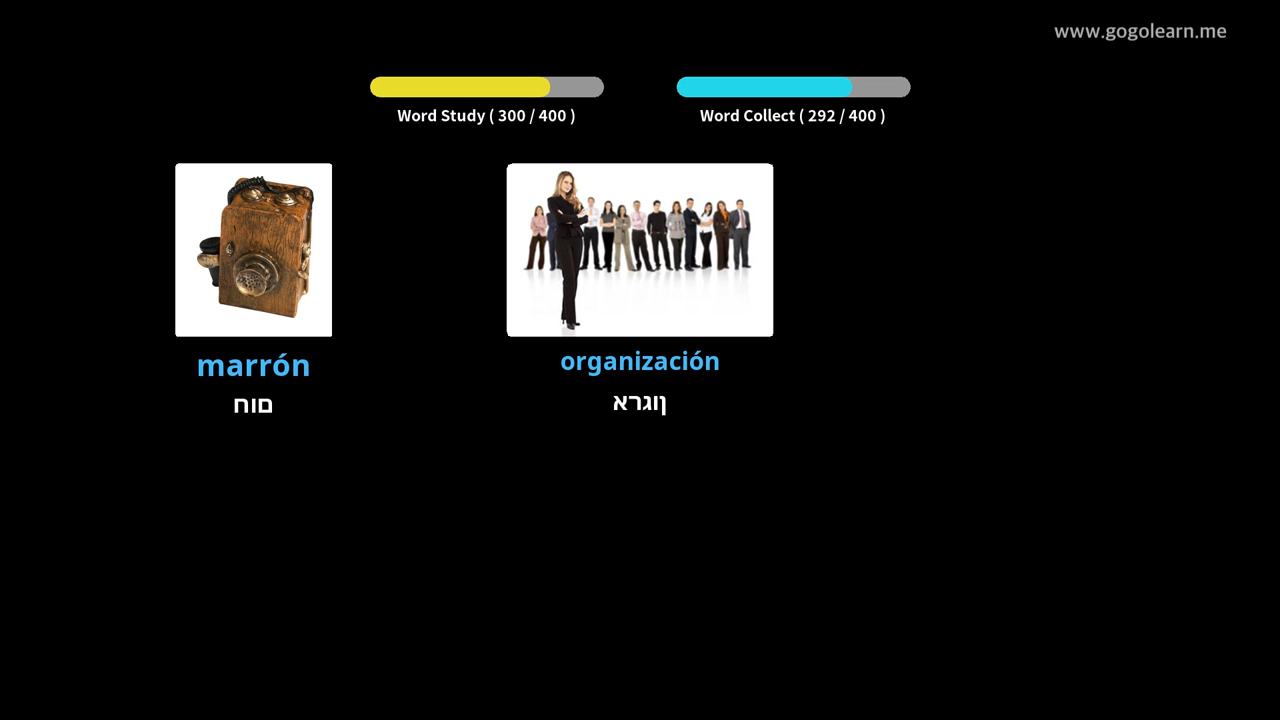 www.gogolearn.me
Word Study ( 300 / 400 )
Word Collect ( 292 / 400 )
marrón
חום
organización
ארגון